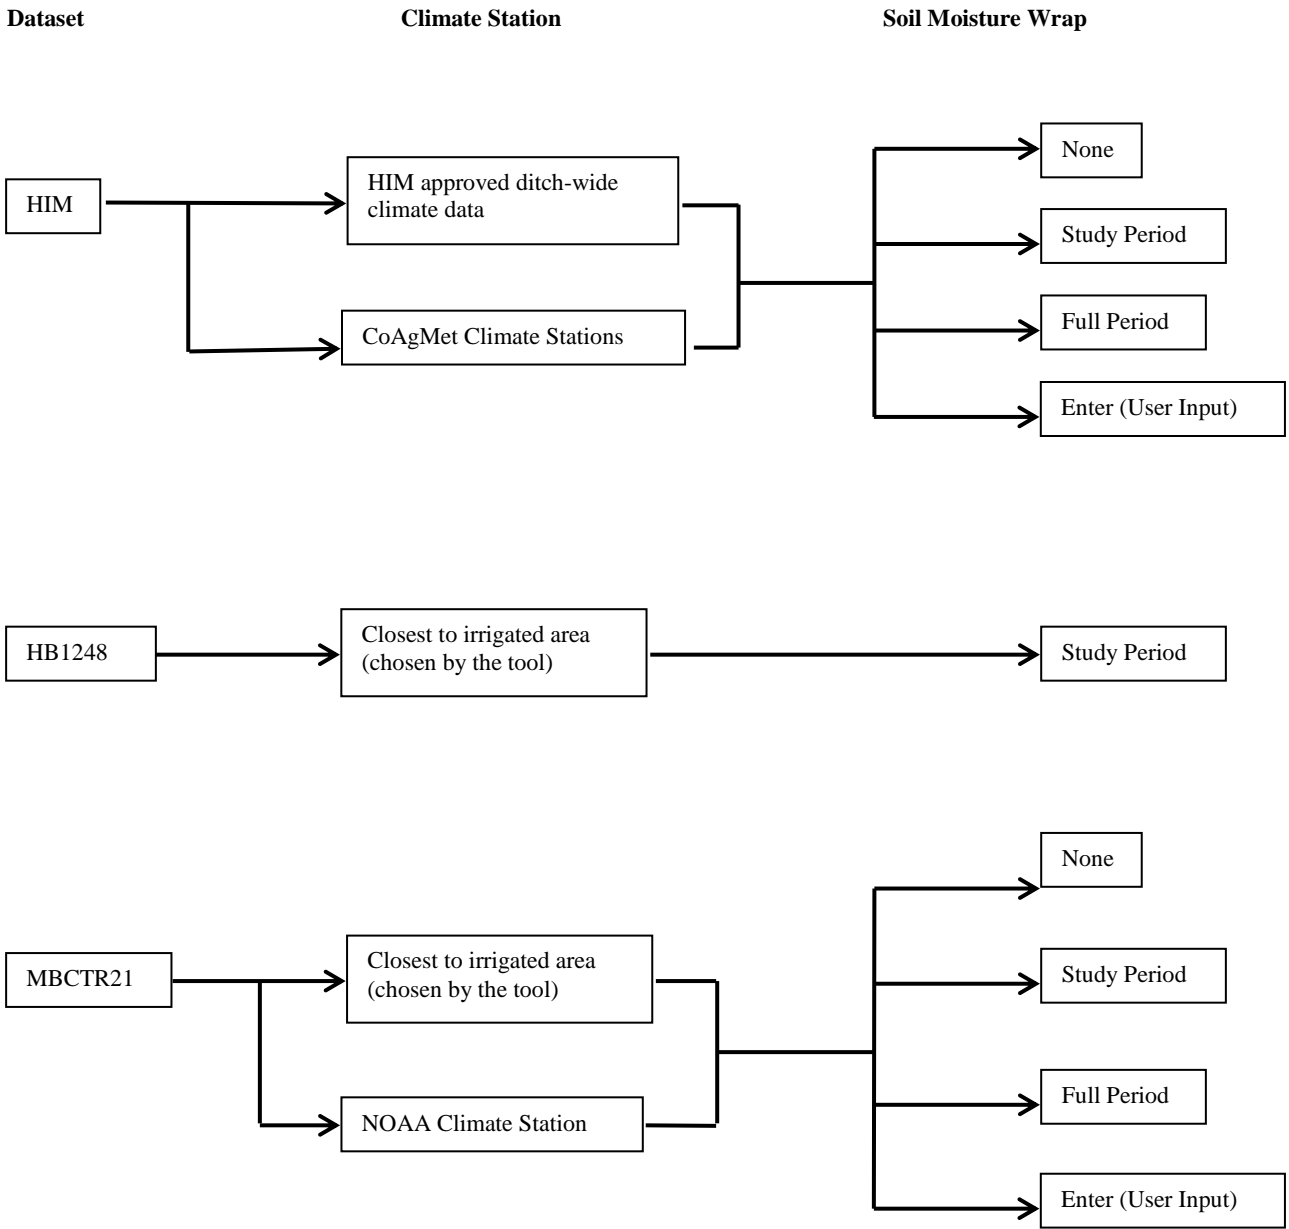 Dataset
Climate Station
Soil Moisture Wrap
HIM
HIM approved ditch-wide
climate data
CoAgMet Climate Stations
None
Study Period
Full Period
Enter (User Input)
HB1248
Closest to irrigated area
(chosen by the tool)
Study Period
MBCTR21
Closest to irrigated area
(chosen by the tool)
NOAA Climate Station
None
Study Period
Full Period
Enter (User Input)